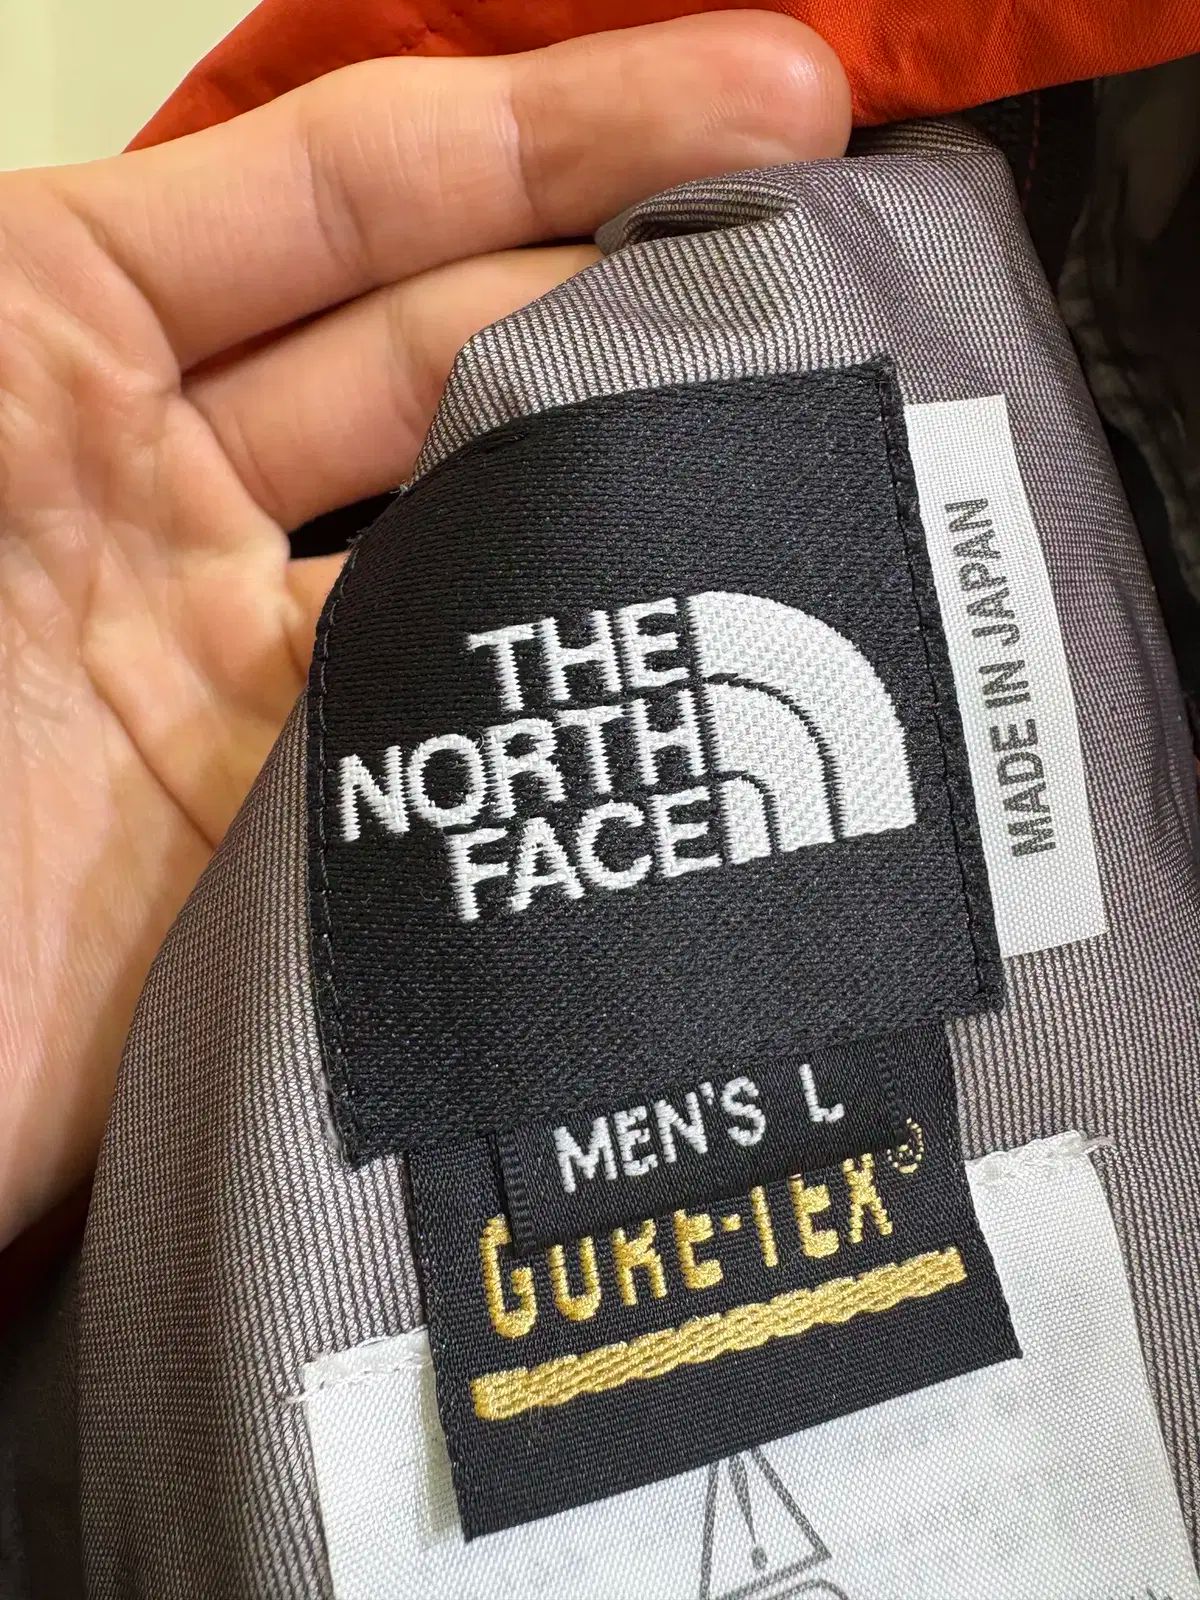 THE
NORTH
FACE
MADE IN JAPAN
MEN'S L
GORE-TEX